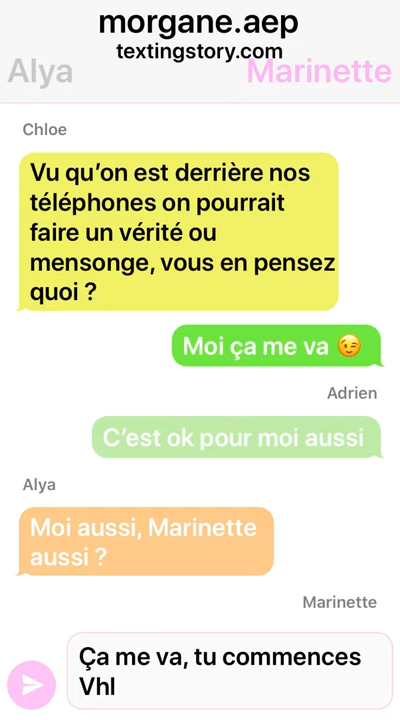 morgane.aep
textingstory.com
Alya
Marinette
Chloe
Vu qu’on est derrière nos
téléphones on pourrait
faire un vérité ou
mensonge, vous en pensez
quoi ?
Moi ça me va 😉
Adrien
C’est ok pour moi aussi
Alya
Moi aussi, Marinette
aussi ?
Marinette
Ça me va, tu commences
Vhl